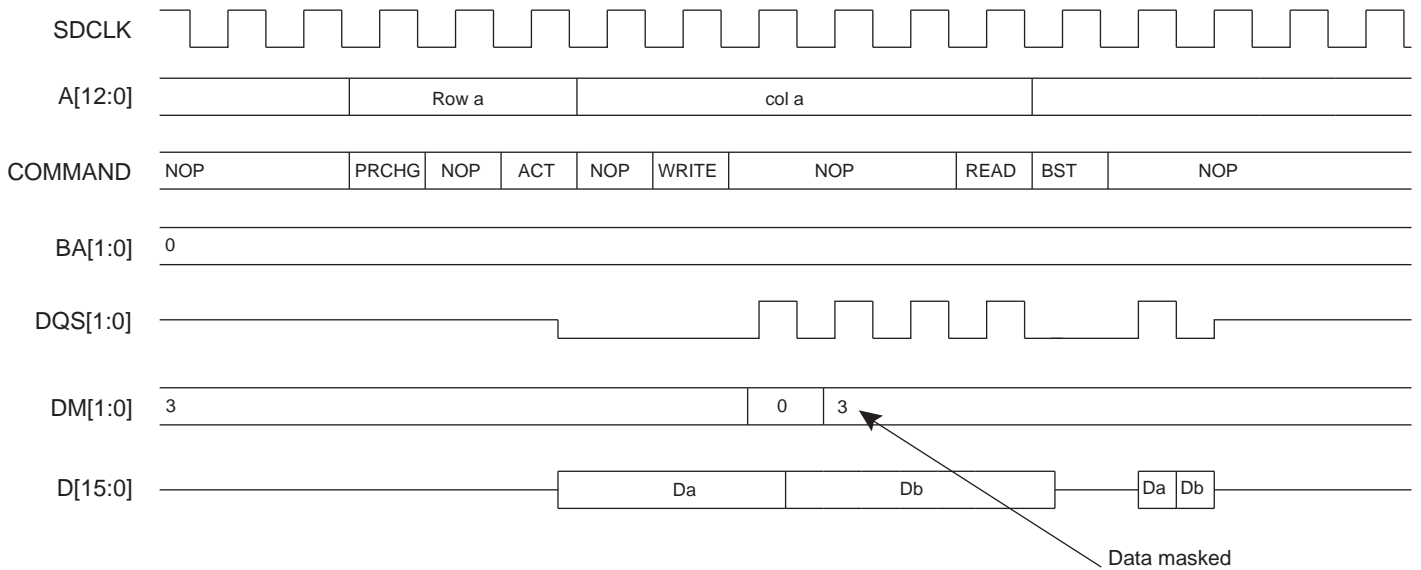 SDCLK
A[12:0] Row a col a
COMMAND NOP PRCHG NOP ACT NOP WRITE NOP READ BST NOP
BA[1:0] 0
DQS[1:0]
DM[1:0] 3 0 3
D[15:0] Da Db Da Db
Data masked